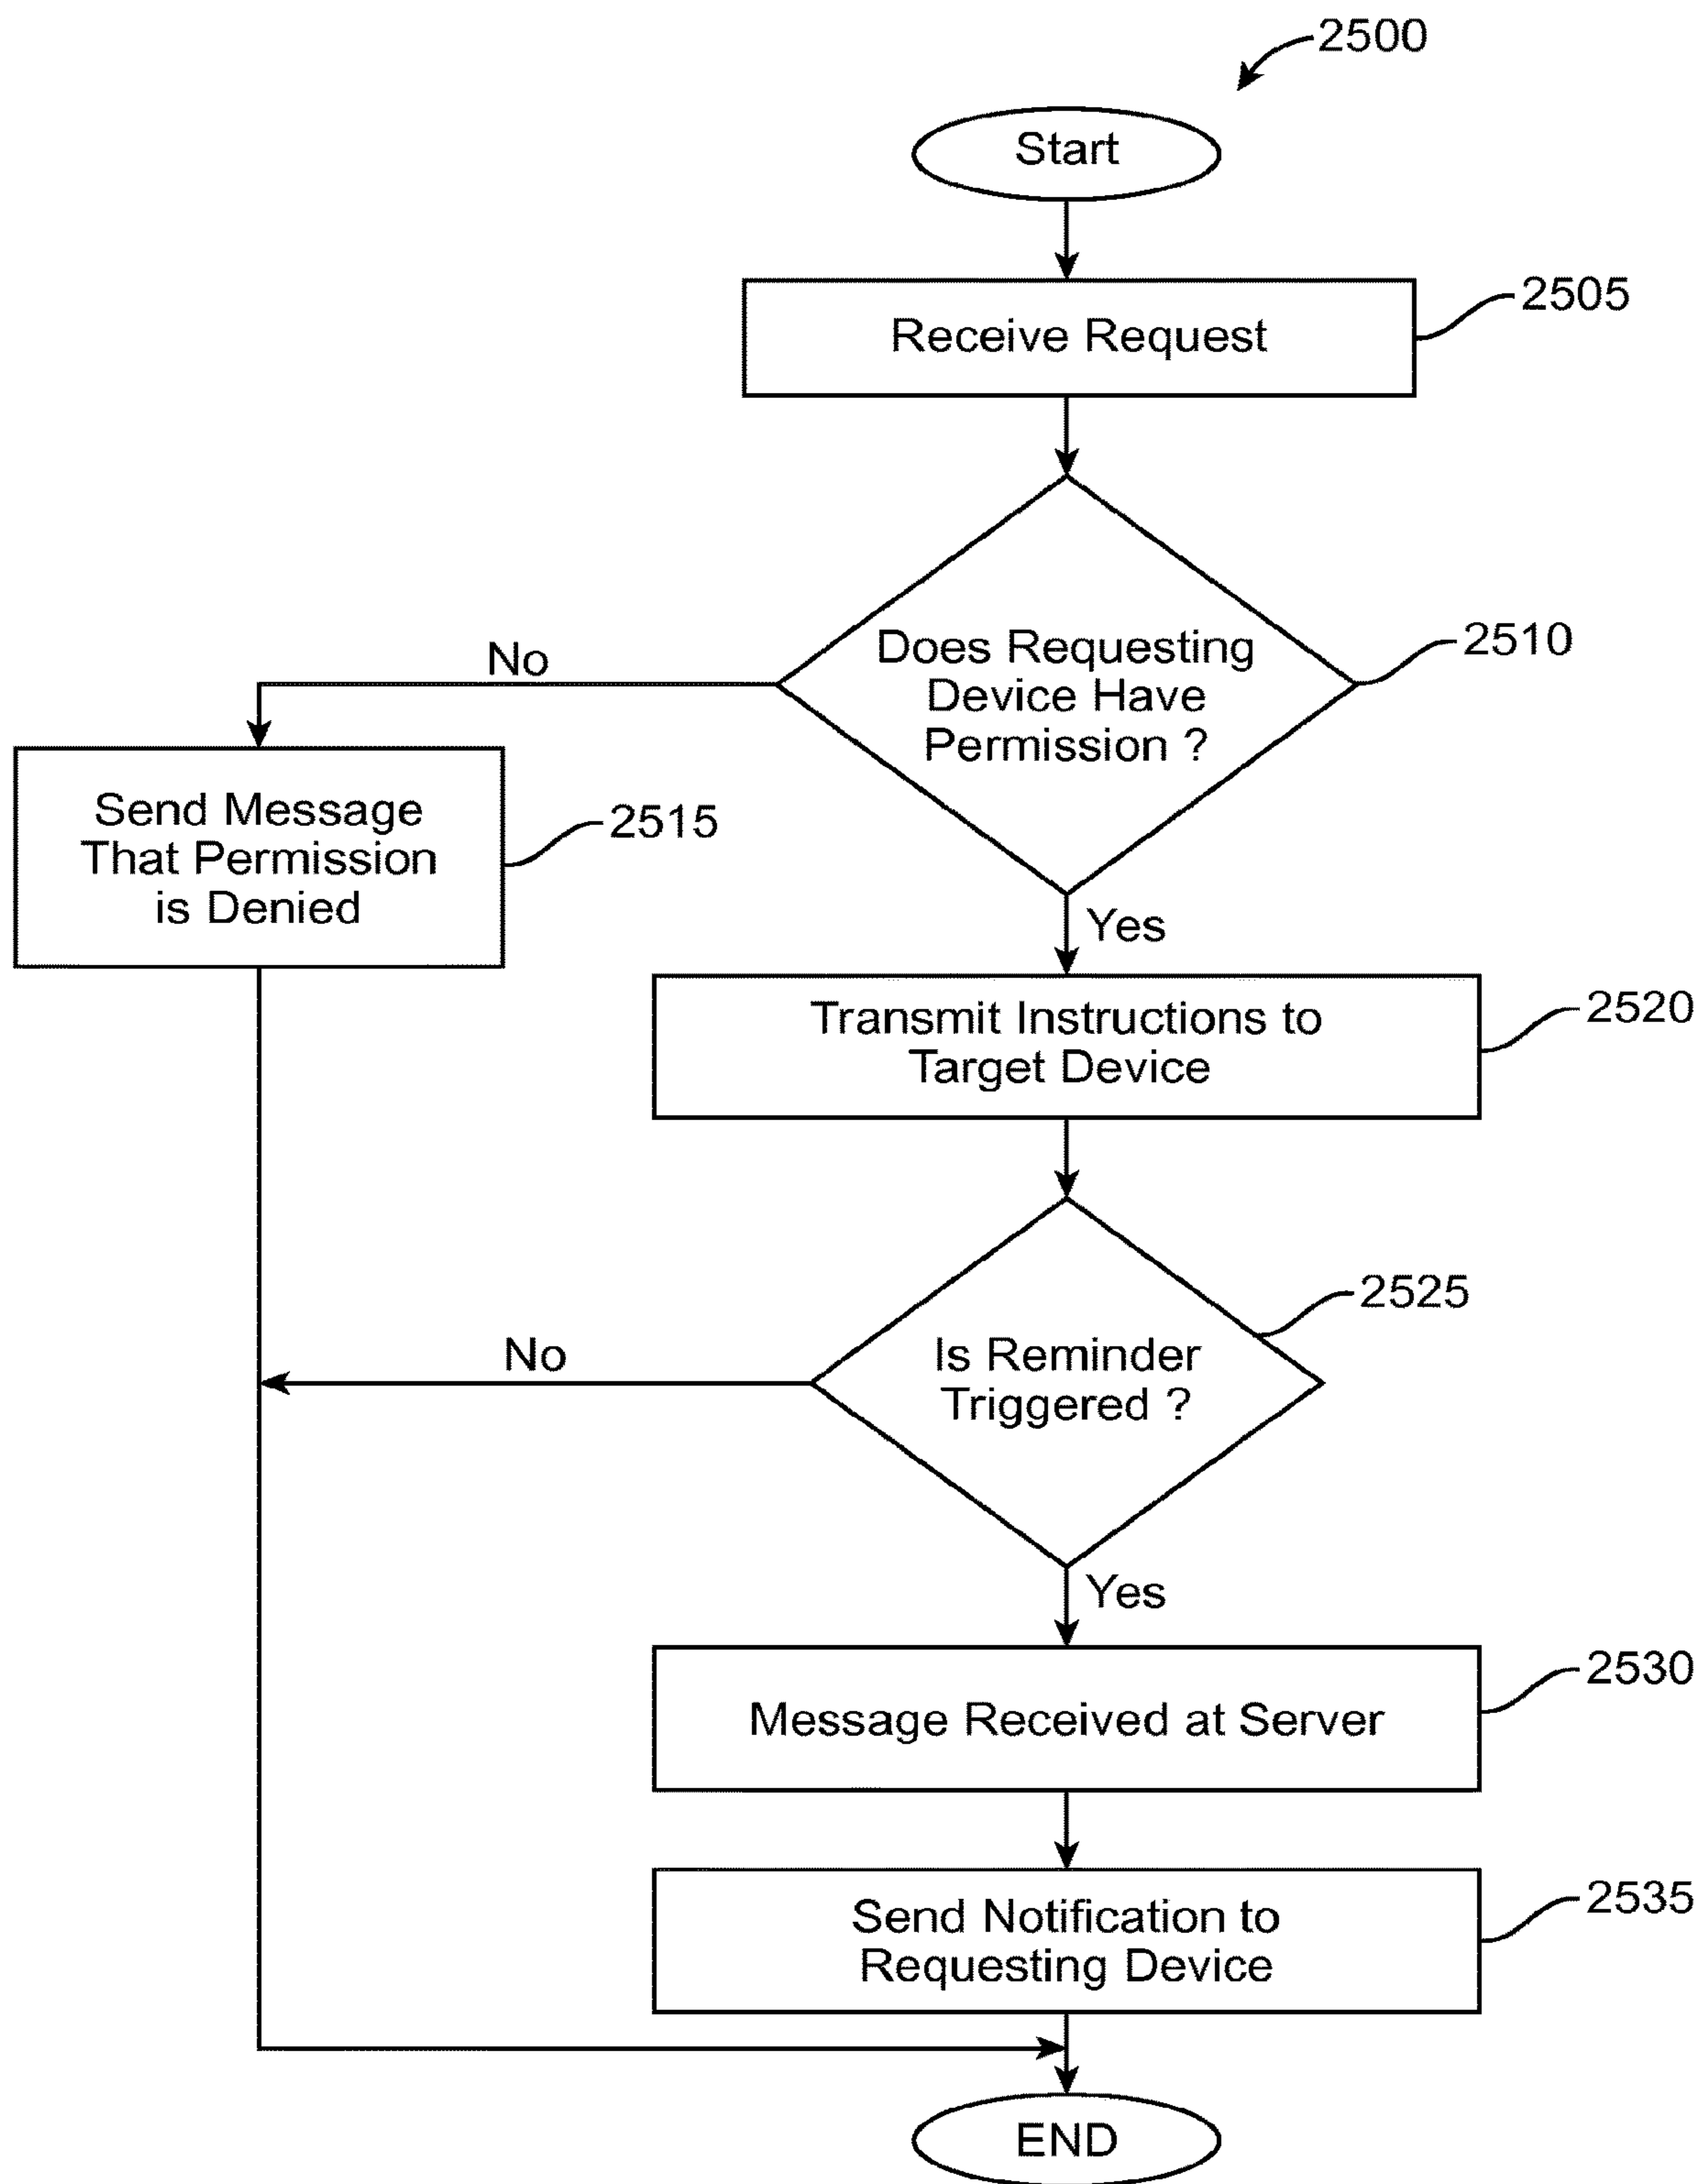 2500
Start
Receive Request
2505
Does Requesting
Device Have
Permission ?
2510
No
Send Message
That Permission
is Denied
2515
Yes
Transmit Instructions to
Target Device
2520
Is Reminder
Triggered ?
2525
No
Yes
Message Received at Server
2530
Send Notification to
Requesting Device
2535
END